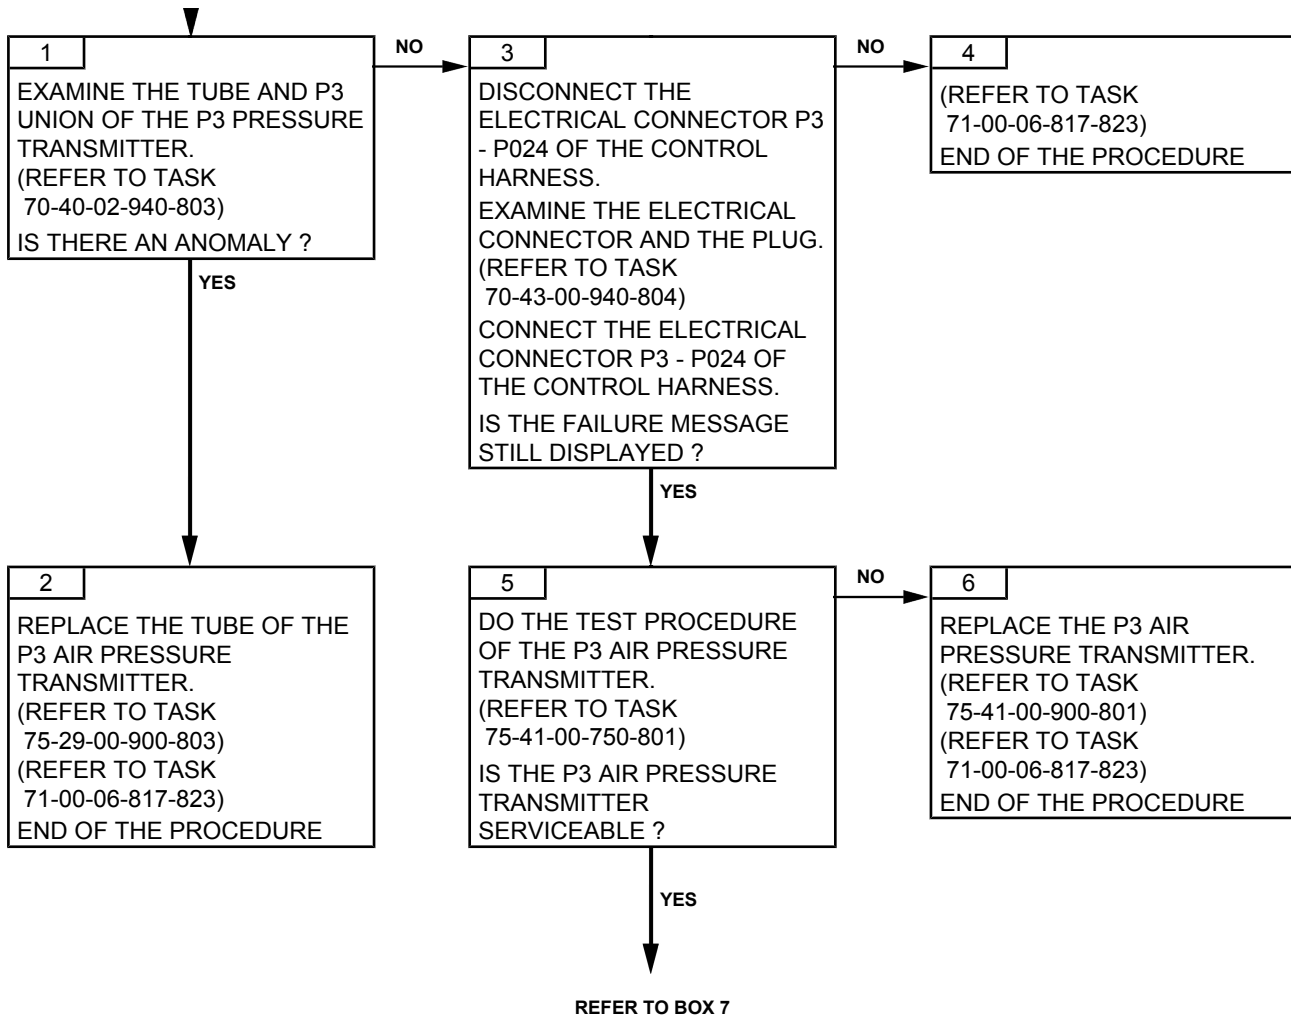 1
EXAMINE THE TUBE AND P3
UNION OF THE P3 PRESSURE
TRANSMITTER.
(REFER TO TASK
70-40-02-940-803)
IS THERE AN ANOMALY ?
NO
YES
3
DISCONNECT THE
ELECTRICAL CONNECTOR P3
- P024 OF THE CONTROL
HARNESS.
EXAMINE THE ELECTRICAL
CONNECTOR AND THE PLUG.
(REFER TO TASK
70-43-00-940-804)
CONNECT THE ELECTRICAL
CONNECTOR P3 - P024 OF
THE CONTROL HARNESS.
IS THE FAILURE MESSAGE
STILL DISPLAYED ?
NO
YES
4
(REFER TO TASK
71-00-06-817-823)
END OF THE PROCEDURE
2
REPLACE THE TUBE OF THE
P3 AIR PRESSURE
TRANSMITTER.
(REFER TO TASK
75-29-00-900-803)
(REFER TO TASK
71-00-06-817-823)
END OF THE PROCEDURE
5
DO THE TEST PROCEDURE
OF THE P3 AIR PRESSURE
TRANSMITTER.
(REFER TO TASK
75-41-00-750-801)
IS THE P3 AIR PRESSURE
TRANSMITTER
SERVICEABLE ?
NO
YES
6
REPLACE THE P3 AIR
PRESSURE TRANSMITTER.
(REFER TO TASK
75-41-00-900-801)
(REFER TO TASK
71-00-06-817-823)
END OF THE PROCEDURE
REFER TO BOX 7